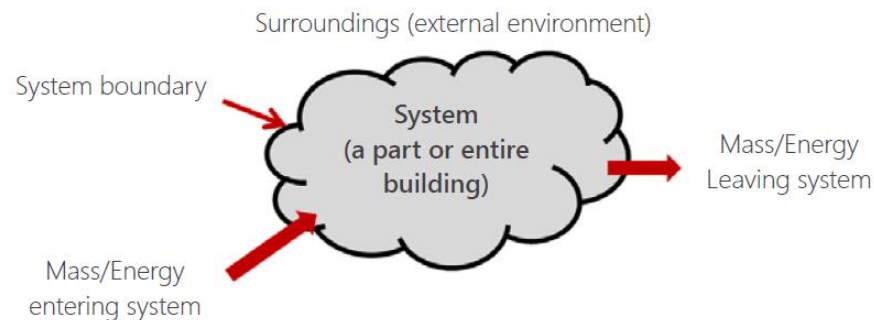 Surroundings (external environment)
System boundary
System
(a part or entire
building)
Mass/Energy
Leaving system
Mass/Energy
entering system